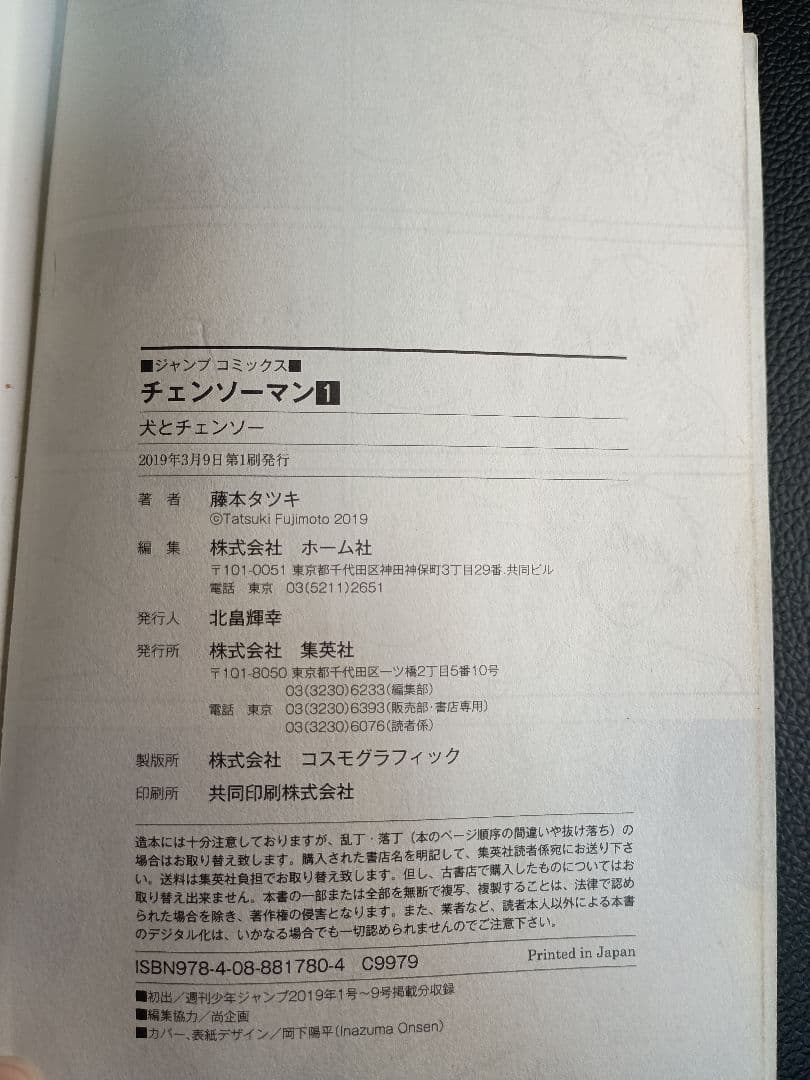 ■ジャンプ コミックス■
チェンソーマン1
犬とチェンソー
2019年3月9日第1刷発行
著 者 藤本タツキ
©Tatsuki Fujimoto 2019
編 集 株式会社 ホーム社
〒101-0051 東京都千代田区神田神保町3丁目29番.共同ビル
電話 東京 03(5211)2651
発行人 北畠輝幸
発行所 株式会社 集英社
〒101-8050 東京都千代田区一ツ橋2丁目5番10号
03(3230)6233(編集部)
電話 東京 03(3230)6393(販売部・書店専用)
03(3230)6076(読者係)
製版所 株式会社 コスモグラフィック
印刷所 共同印刷株式会社
造本には十分注意しておりますが、乱丁・落丁(本のページ順序の間違いや抜け落ち)の
場合はお取り替え致します。購入された書店名を明記して、集英社読者係宛にお送り下さ
い。送料は集英社負担でお取り替え致します。但し、古書店で購入したものについてはお
取り替え出来ません。本書の一部または全部を無断で複写、複製することは、法律で認め
られた場合を除き、著作権の侵害となります。また、業者など、読者本人以外による本書
のデジタル化は、いかなる場合でも一切認められませんのでご注意下さい。
ISBN978-4-08-881780-4 C9979 Printed in Japan
■初出/週刊少年ジャンプ2019年1号〜9号掲載分収録
■編集協力/尚企画
■カバー、表紙デザイン/岡下陽平(Inazuma Onsen)